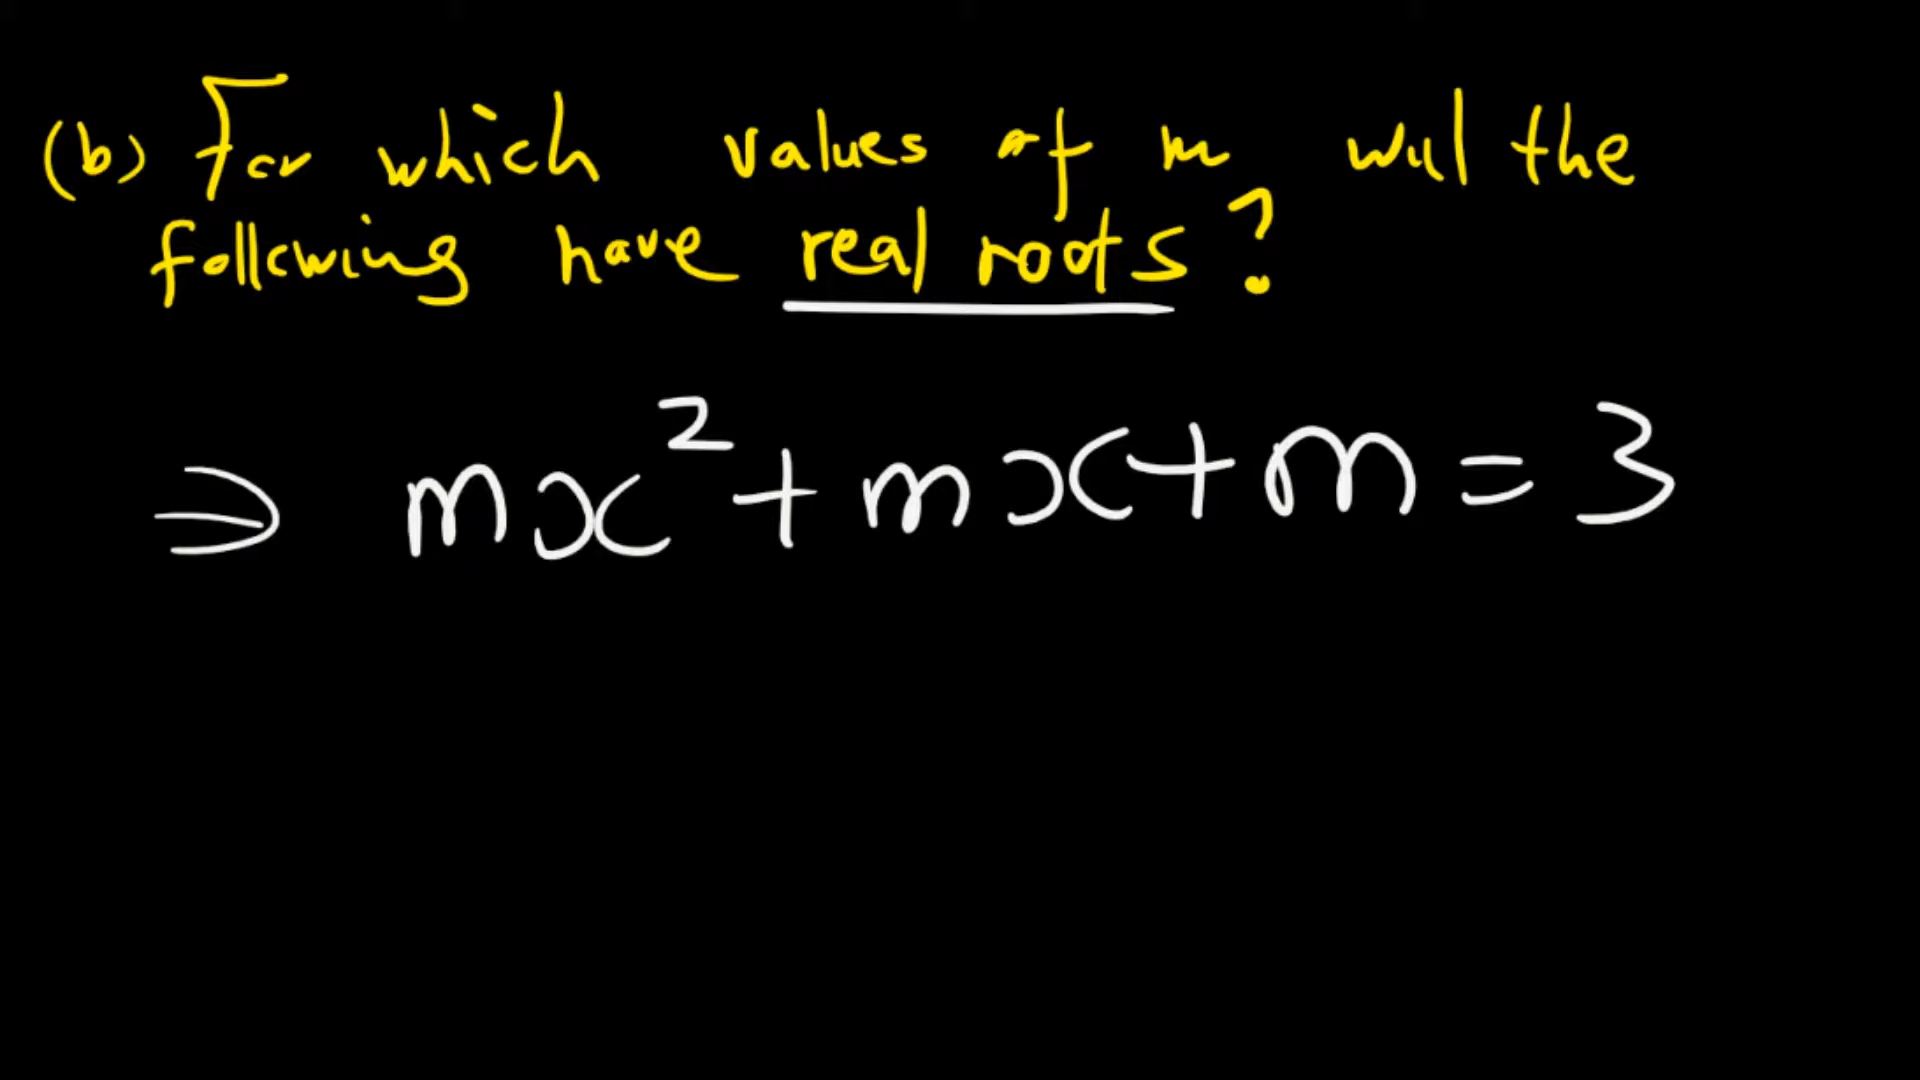 (b) For which values of m will the
following have real roots?
⇒ mx² + mx + m = 3